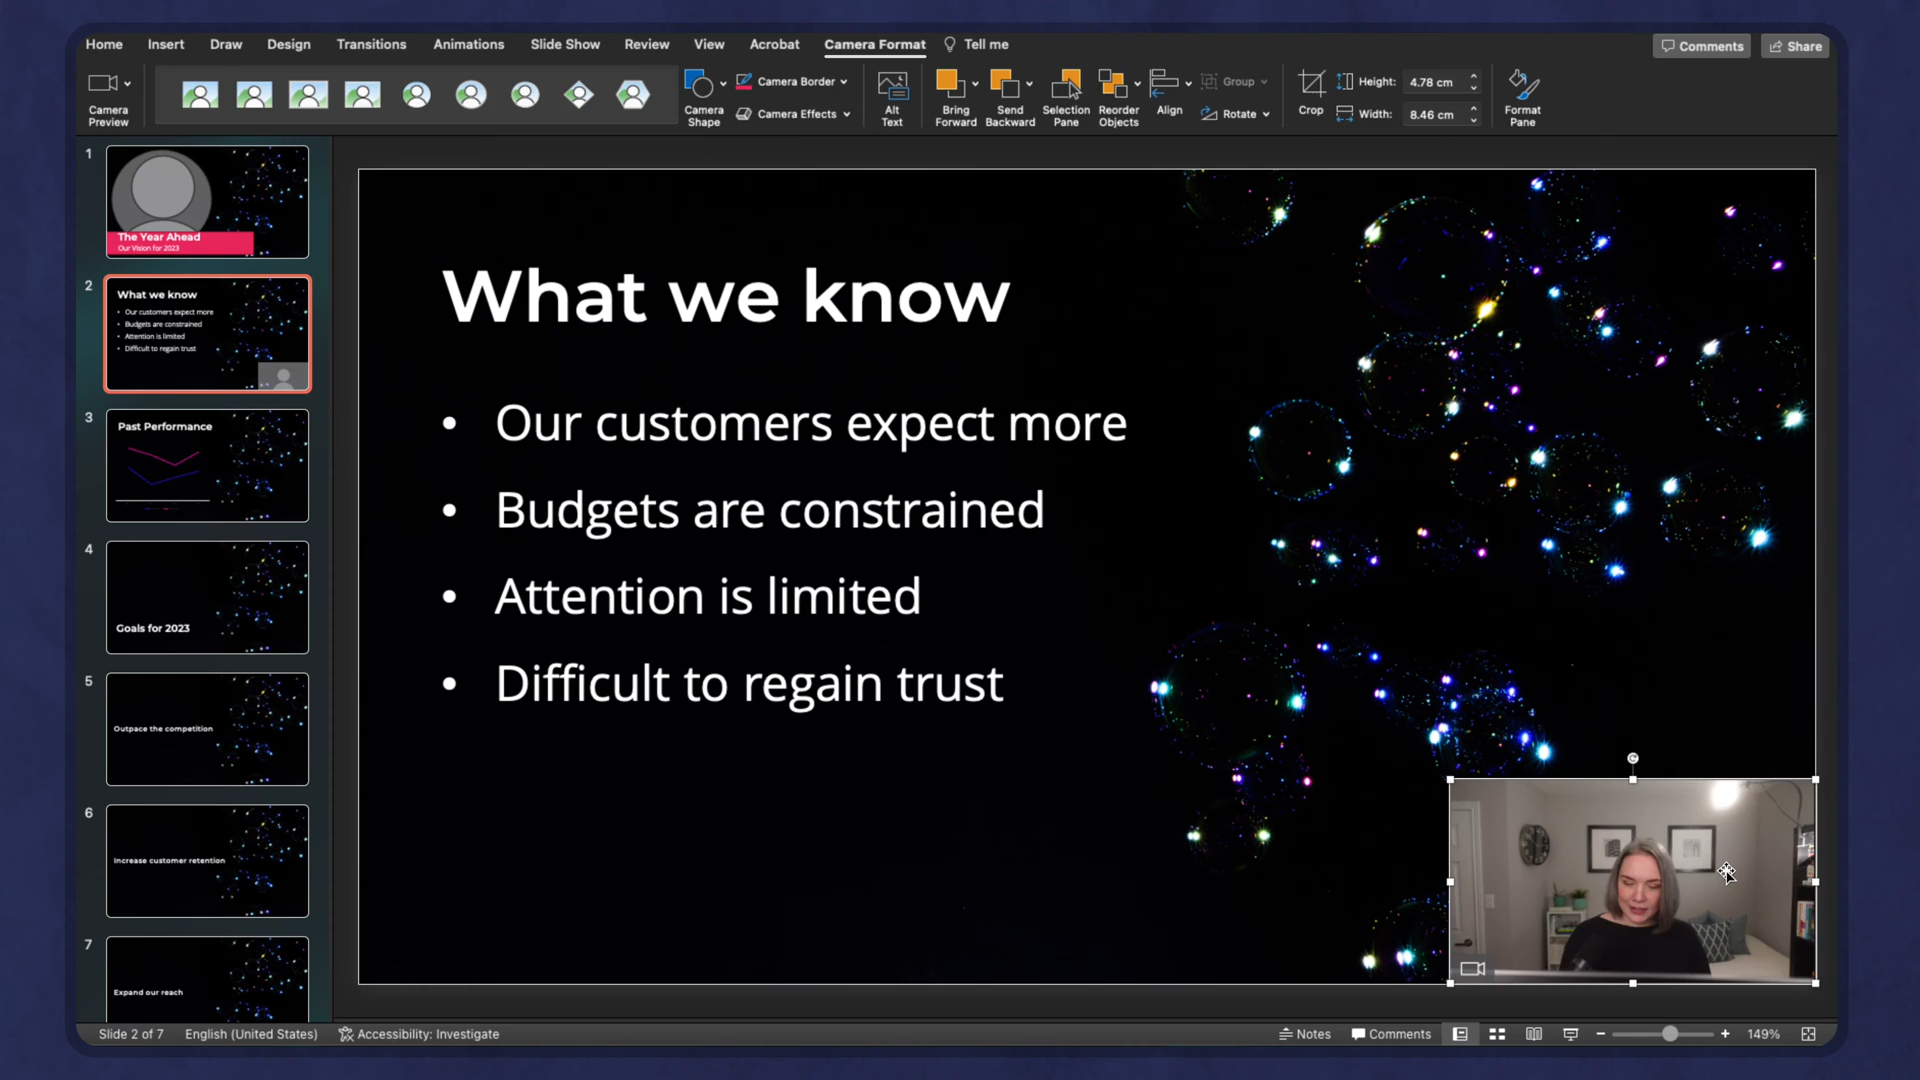 Home Insert Draw Design Transitions Animations Slide Show Review View Acrobat Camera Format Tell me Comments Share
Camera Preview
Camera Shape
Camera Border
Camera Effects
Alt Text
Bring Forward
Send Backward
Selection Pane
Reorder Objects
Align
Group
Rotate
Crop
Height: 4.78 cm
Width: 8.46 cm
Format Pane
1
The Year Ahead
Our Vision for 2023
2
What we know
• Our customers expect more
• Budgets are constrained
• Attention is limited
• Difficult to regain trust
3
Past Performance
4
Goals for 2023
5
Outpace the competition
6
Increase customer retention
7
Expand our reach
What we know
• Our customers expect more
• Budgets are constrained
• Attention is limited
• Difficult to regain trust
Slide 2 of 7 English (United States) Accessibility: Investigate Notes Comments 149%